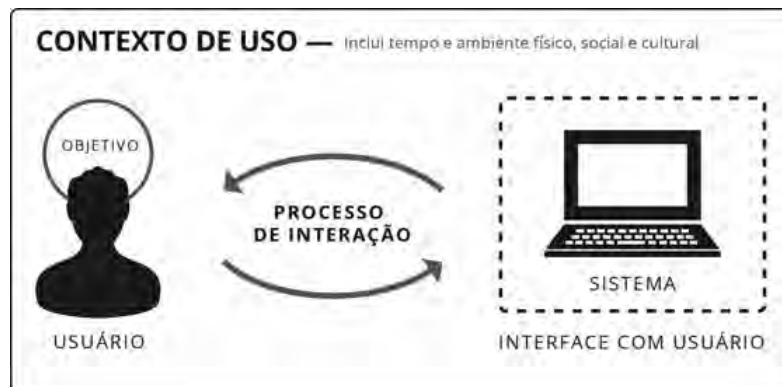 CONTEXTO DE USO — Inclui tempo e ambiente físico, social e cultural
OBJETIVO
PROCESSO
DE INTERAÇÃO
SISTEMA
USUÁRIO
INTERFACE COM USUÁRIO